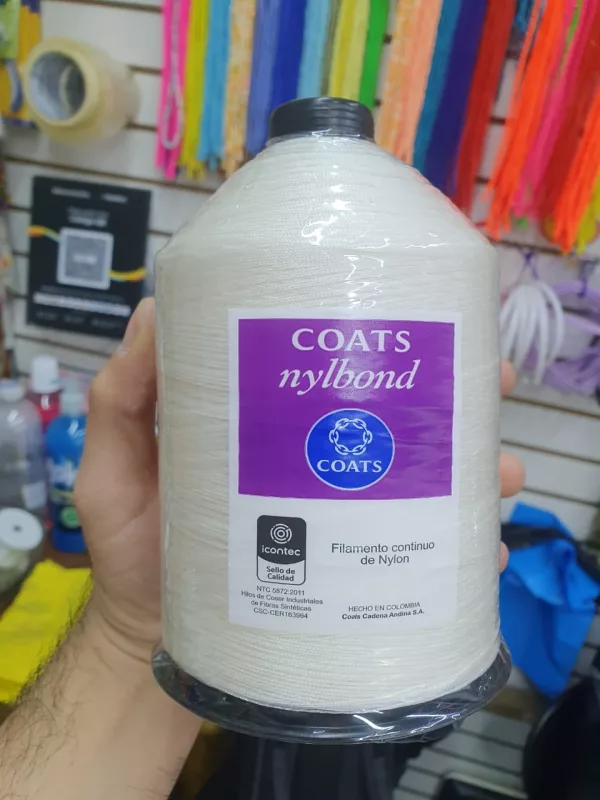 COATS
nylbond
COATS
icontec
Sello de
Calidad
NTC 5872:2011
Hilos de Coser Industriales
de Fibras Sintéticas
CSC-CER163964
Filamento continuo
de Nylon
HECHO EN COLOMBIA
Coats Cadena Andina S.A.